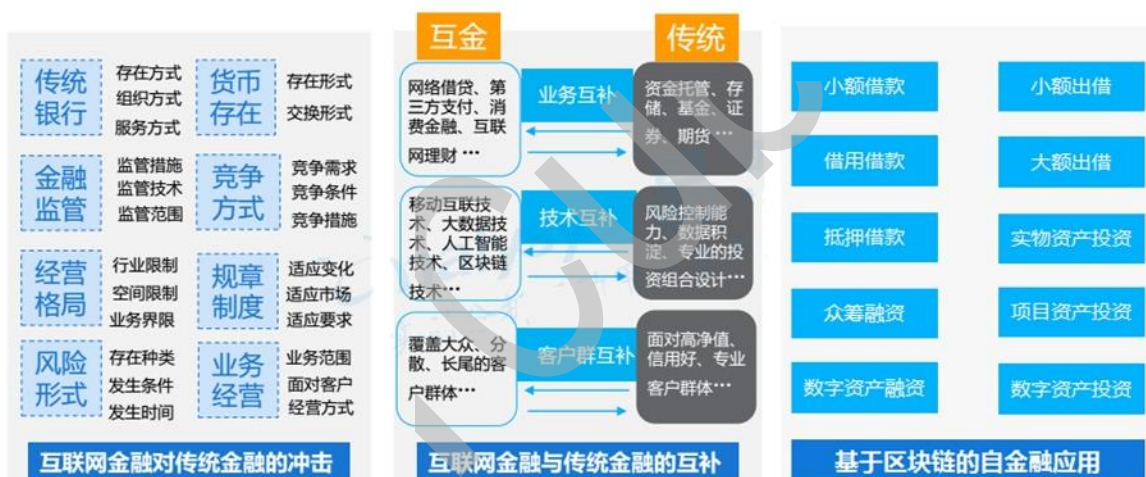 传统
银行
存在方式
组织方式
服务方式
货币
存在
存在形式
交换形式
金融
监管
监管措施
监管技术
监管范围
竞争
方式
竞争需求
竞争条件
竞争措施
经营
格局
行业限制
空间限制
业务界限
规章
制度
适应变化
适应市场
适应要求
风险
形式
存在种类
发生条件
发生时间
业务
经营
业务范围
面对客户
经营方式
互联网金融对传统金融的冲击
互金
传统
网络借贷、第
三方支付、消
费金融、互联
网理财 …
业务互补
资金托管、存
储、基金、证
券、期货 …
移动互联技
术、大数据技
术、人工智能
技术、区块链
技术…
技术互补
风险控制能
力、数据积
淀、专业的投
资组合设计…
覆盖大众、分
散、长尾的客
户群体…
客户群互补
面对高净值、
信用好、专业
客户群体…
互联网金融与传统金融的互补
小额借款
小额出借
借用借款
大额出借
抵押借款
实物资产投资
众筹融资
项目资产投资
数字资产融资
数字资产投资
基于区块链的自金融应用